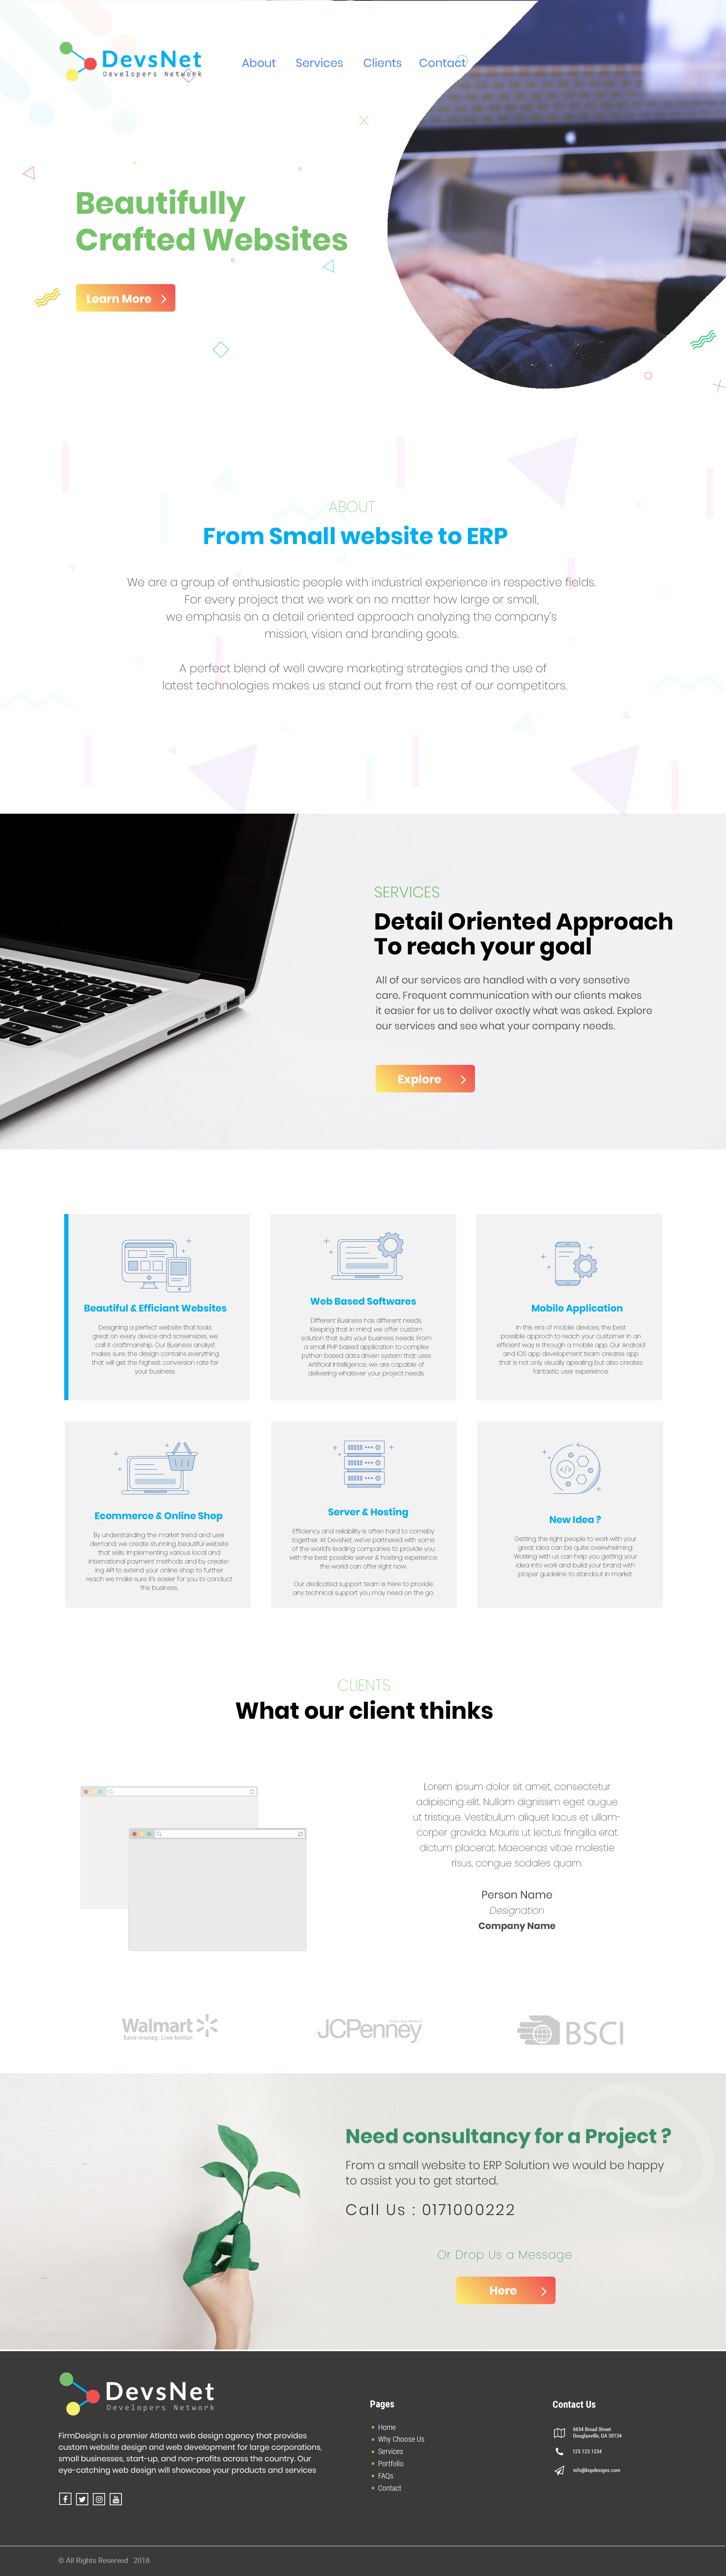 DevsNet
Developers Network
About Services Clients Contact
Beautifully
Crafted Websites
Learn More
ABOUT
From Small website to ERP
We are a group of enthusiastic people with industrial experience in respective fields.
For every project that we work on no matter how large or small,
we emphasis on a detail oriented approach analyzing the company's
mission, vision and branding goals.
A perfect blend of well aware marketing strategies and the use of
latest technologies makes us stand out from the rest of our competitors.
SERVICES
Detail Oriented Approach
To reach your goal
All of our services are handled with a very sensetive
care. Frequent communication with our clients makes
it easier for us to deliver exectly what was asked. Explore
our services and see what your company needs.
Explore
Beautiful & Efficiant Websites
Designing a perfect website that looks
great on every device and screensizes, we
call it craftmanship. Our Business analyst
makes sure, the design contains everything
that will get the highest conversion rate for
your business.
Web Based Softwares
Different Business has different needs.
Keeping that in mind, we offer custom
solution that suits your business needs. From
a small PHP based application to complex
python based data driven system that uses
Artificial Intelligence, we are capable of
delivering whatever your project needs.
Mobile Application
In this era of mobile devices, the best
possible approch to reach your customer in an
efficient way is through a mobile app. Our Android
and IOS app development team creates app
that is not only visually apealing but also creates
fantastic user experience.
Ecommerce & Online Shop
By understanding the market trend and user
demand, we create stunning, beautiful website
that sells. Implementing various local and
international payment methods and by create-
ing API to extend your online shop to further
reach we make sure it's easier for you to conduct
the business.
Server & Hosting
Efficiency and reliability is often hard to comeby
together. At DevsNet, we've partnered with some
of the world's leading companies to provide you
with the best possible server & hosting experience
the world can offer right now.
Our dedicated support team is here to provide
any technical support you may need on the go.
New Idea ?
Getting the right people to work with your
great idea can be quite overwhelming.
Working with us can help you getting your
idea into work and build your brand with
proper guideline to standout in market.
CLIENTS
What our client thinks
Lorem ipsum dolor sit amet, consectetur
adipiscing elit. Nullam dignissim eget augue
ut tristique. Vestibulum aliquet lacus et ullam-
corper gravida. Mauris ut lectus fringilla erat
dictum placerat. Maecenas vitae molestie
risus, congue sodales quam.
Person Name
Designation
Company Name
Walmart
Save money. Live better.
JCPenney
BSCI
Need consultancy for a Project ?
From a small website to ERP Solution we would be happy
to assist you to get started.
Call Us : 0171000222
Or Drop Us a Message
Here
DevsNet
Developers Network
FirmDesign is a premier Atlanta web design agency that provides
custom website design and web development for large corporations,
small businesses, start-up, and non-profits across the country. Our
eye-catching web design will showcase your products and services
Pages
Home
Why Choose Us
Services
Portfolio
FAQs
Contact
Contact Us
6654 Broad Street
Douglasville, GA 30134
123.123.1234
info@knpdesigns.com
© All Rights Reserved 2018